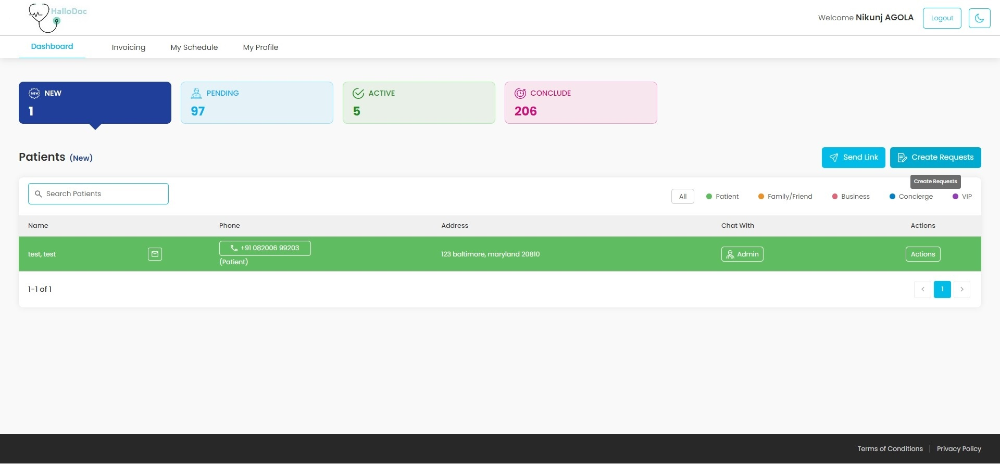 HalloDoc
Welcome Nikunj AGOLA
Logout
Dashboard
Invoicing
My Schedule
My Profile
NEW NEW
1
PENDING
97
ACTIVE
5
CONCLUDE
206
Patients (New)
Send Link
Create Requests
Create Requests
Search Patients
All
Patient
Family/Friend
Business
Concierge
VIP
Name
Phone
Address
Chat With
Actions
test, test
+91 082006 99203
(Patient)
123 baltimore, maryland 20810
Admin
Actions
1-1 of 1
1
Terms of Conditions | Privacy Policy